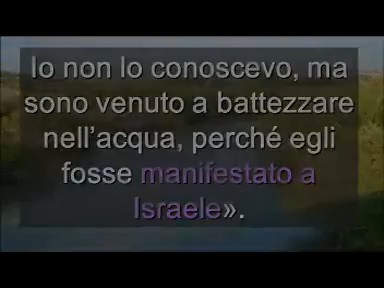 Io non lo conoscevo, ma
sono venuto a battezzare
nell’acqua, perché egli
fosse manifestato a
Israele».